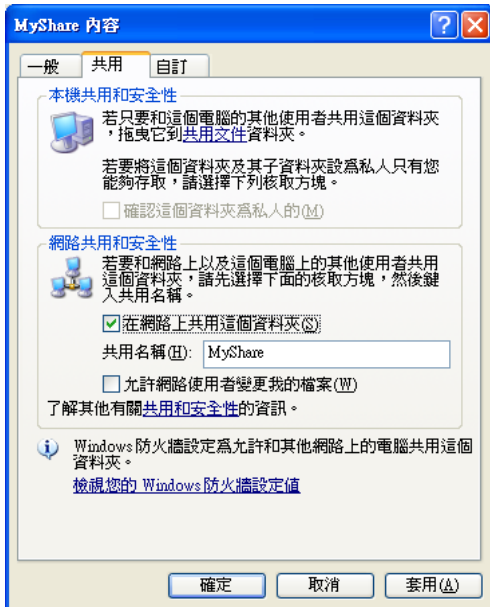 MyShare 內容
一般 共用 自訂
本機共用和安全性
若只要和這個電腦的其他使用者共用這個資料夾
，拖曳它到共用文件資料夾。
若要將這個資料夾及其子資料夾設爲私人只有您
能夠存取，請選擇下列核取方塊。
確認這個資料夾爲私人的(M)
網路共用和安全性
若要和網路上以及這個電腦上的其他使用者共用
這個資料夾，請先選擇下面的核取方塊，然後鍵
入共用名稱。
在網路上共用這個資料夾(S)
共用名稱(H): MyShare
允許網路使用者變更我的檔案(W)
了解其他有關共用和安全性的資訊。
Windows 防火牆設定爲允許和其他網路上的電腦共用這個
資料夾。
檢視您的 Windows 防火牆設定值
確定 取消 套用(A)